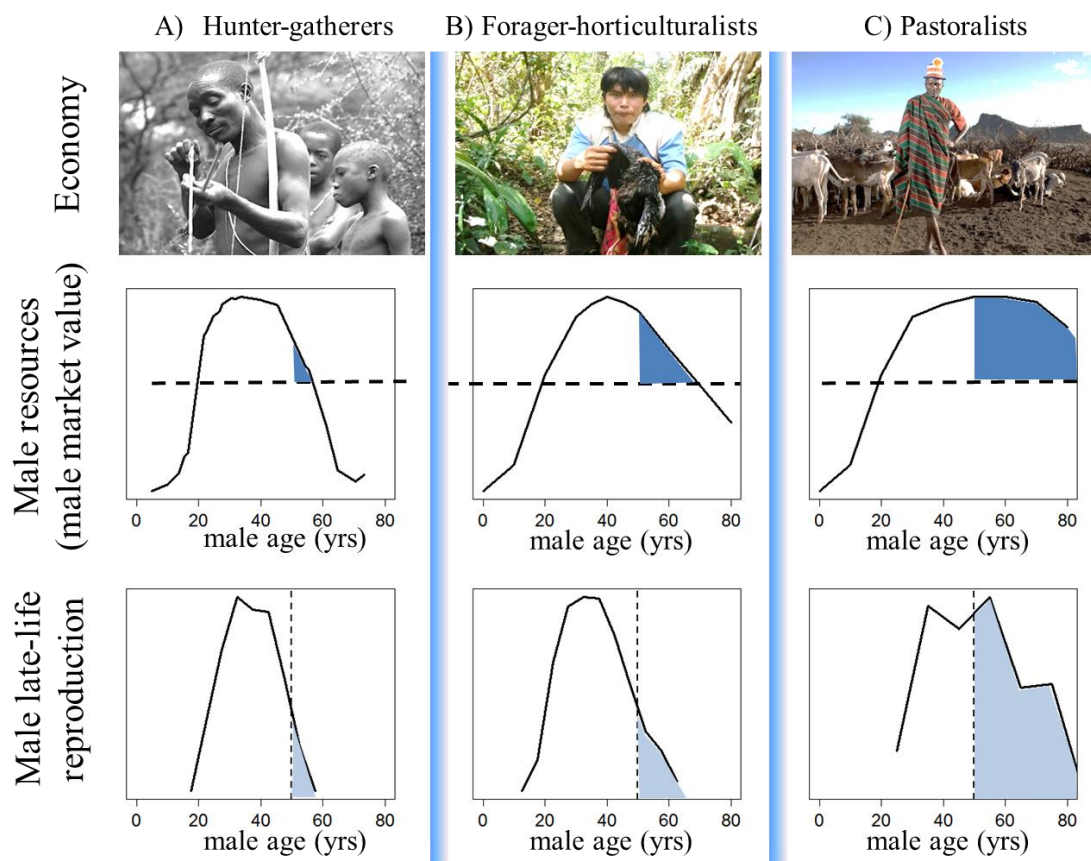 A) Hunter-gatherers
B) Forager-horticulturalists
C) Pastoralists
Economy
Male resources
(male market value)
0 20 40 60 80
male age (yrs)
0 20 40 60 80
male age (yrs)
0 20 40 60 80
male age (yrs)
Male late-life
reproduction
0 20 40 60 80
male age (yrs)
0 20 40 60 80
male age (yrs)
0 20 40 60 80
male age (yrs)